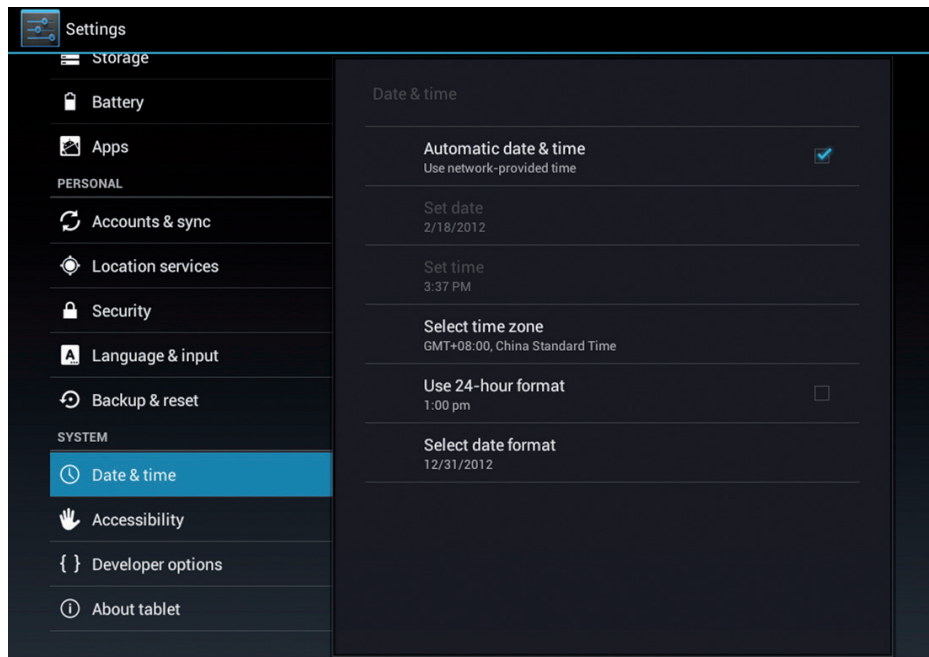 Settings
Storage
Battery
Apps
PERSONAL
Accounts & sync
Location services
Security
Language & input
Backup & reset
SYSTEM
Date & time
Accessibility
Developer options
About tablet
Date & time
Automatic date & time
Use network-provided time
Set date
2/18/2012
Set time
3:37 PM
Select time zone
GMT+08:00, China Standard Time
Use 24-hour format
1:00 pm
Select date format
12/31/2012